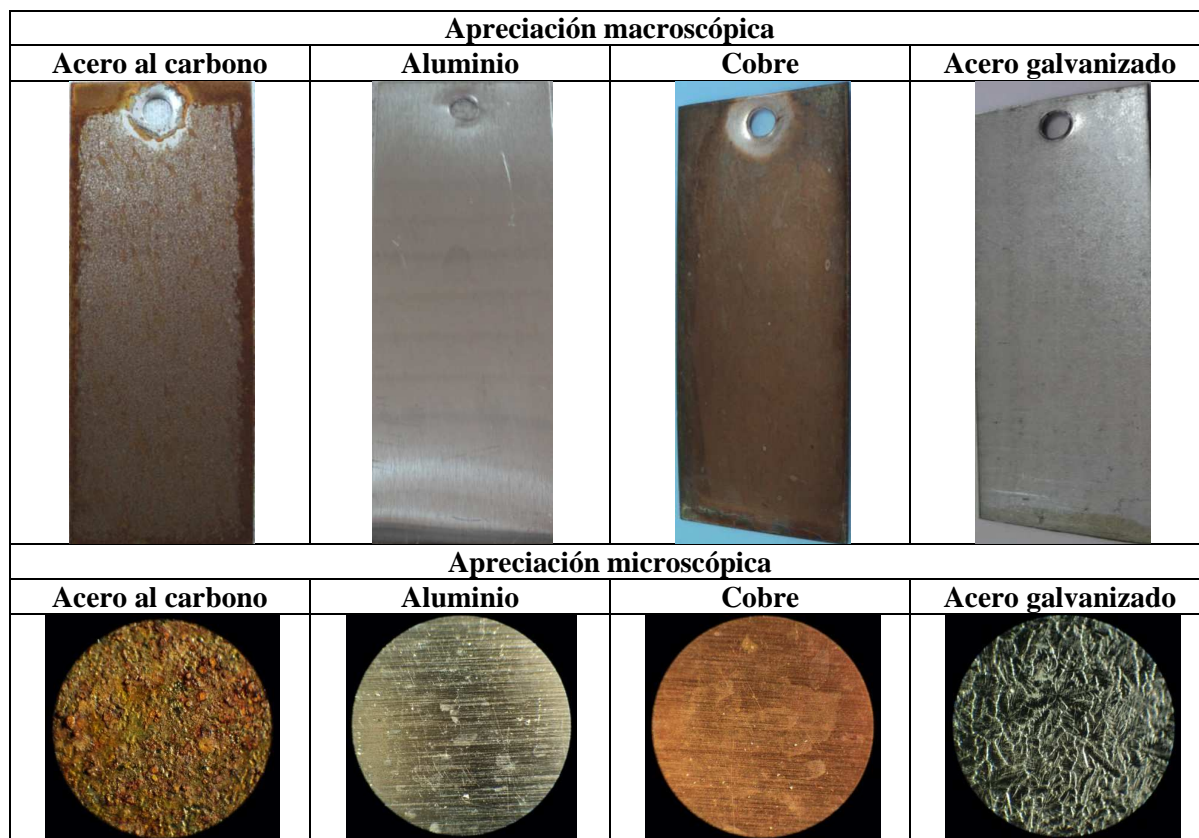 Apreciación macroscópica
Acero al carbono Aluminio Cobre Acero galvanizado
Apreciación microscópica
Acero al carbono Aluminio Cobre Acero galvanizado